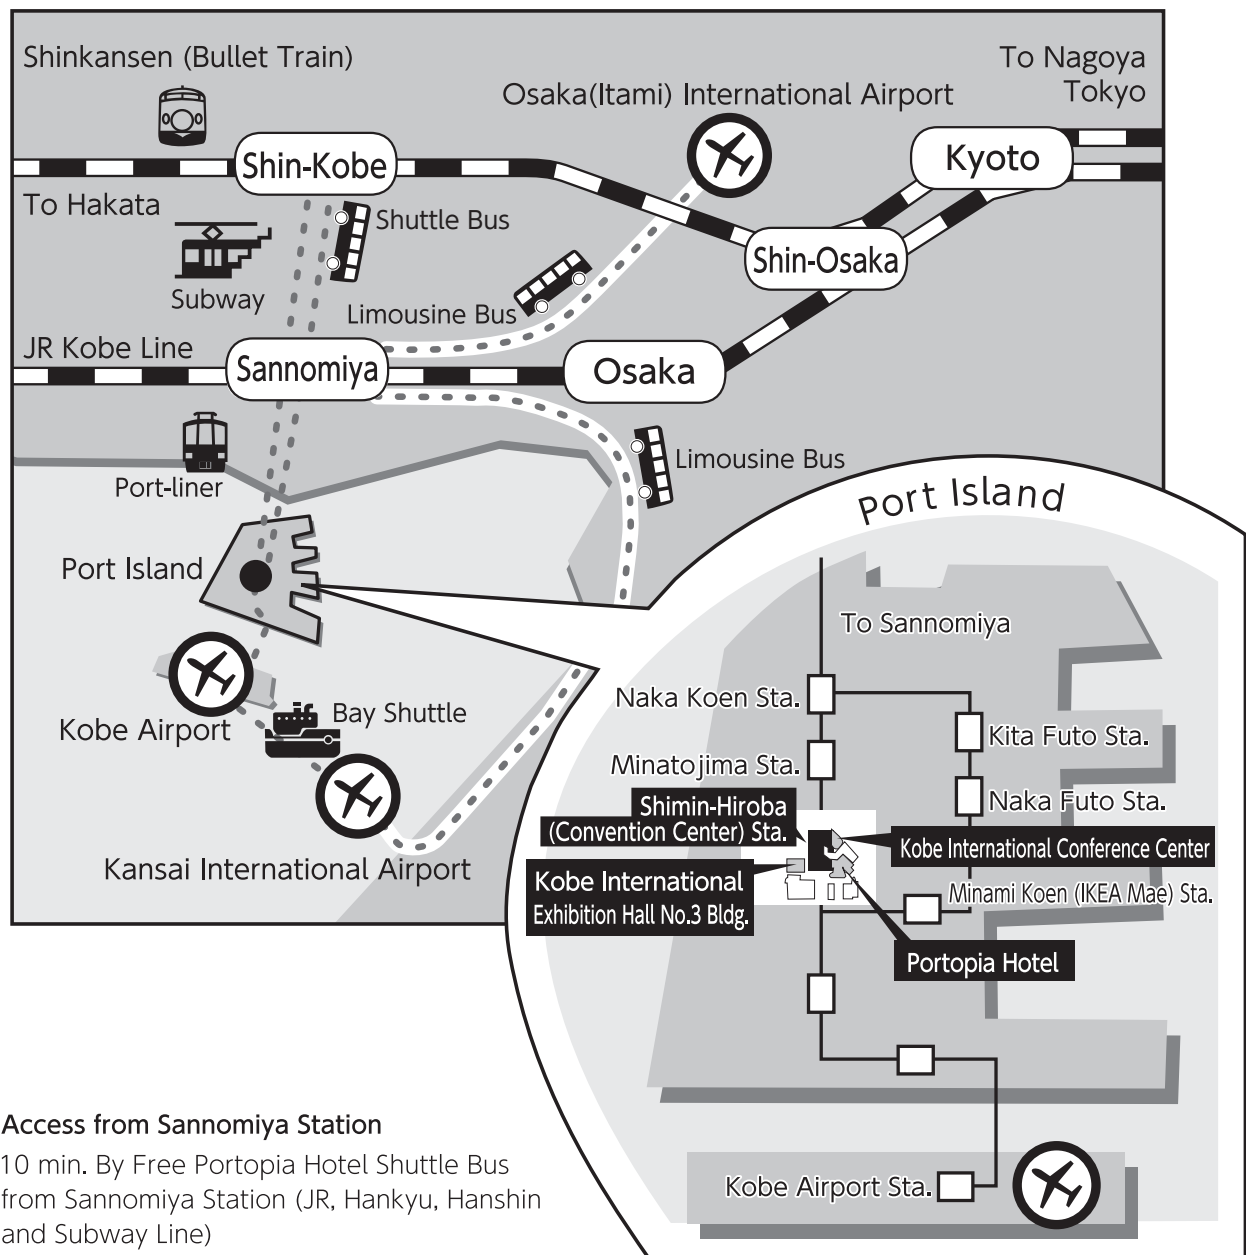 Shinkansen (Bullet Train)
To Nagoya
Tokyo
Osaka(Itami) International Airport
Shin-Kobe
Kyoto
To Hakata
Shuttle Bus
Shin-Osaka
Subway
Limousine Bus
JR Kobe Line
Sannomiya
Osaka
Limousine Bus
Port-liner
Port Island
Port Island
To Sannomiya
Naka Koen Sta.
Kobe Airport
Bay Shuttle
Kita Futo Sta.
Minatojima Sta.
Naka Futo Sta.
Shimin-Hiroba
(Convention Center) Sta.
Kobe International Conference Center
Kansai International Airport
Kobe International
Exhibition Hall No.3 Bldg.
Minami Koen (IKEA Mae) Sta.
Portopia Hotel
Access from Sannomiya Station
10 min. By Free Portopia Hotel Shuttle Bus
from Sannomiya Station (JR, Hankyu, Hanshin
and Subway Line)
Kobe Airport Sta.